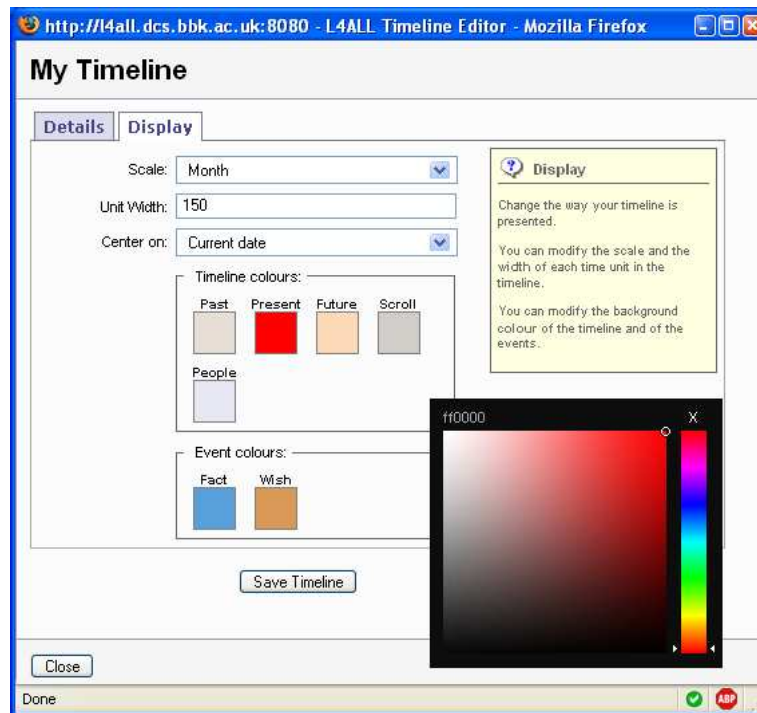 http://l4all.dcs.bbk.ac.uk:8080 - L4ALL Timeline Editor - Mozilla Firefox
My Timeline
Details Display
Scale: Month
Unit Width: 150
Center on: Current date
Timeline colours:
Past Present Future Scroll
People
Event colours:
Fact Wish
Save Timeline
? Display
Change the way your timeline is
presented.
You can modify the scale and the
width of each time unit in the
timeline.
You can modify the background
colour of the timeline and of the
events.
ff0000 X
Close
Done
ABP